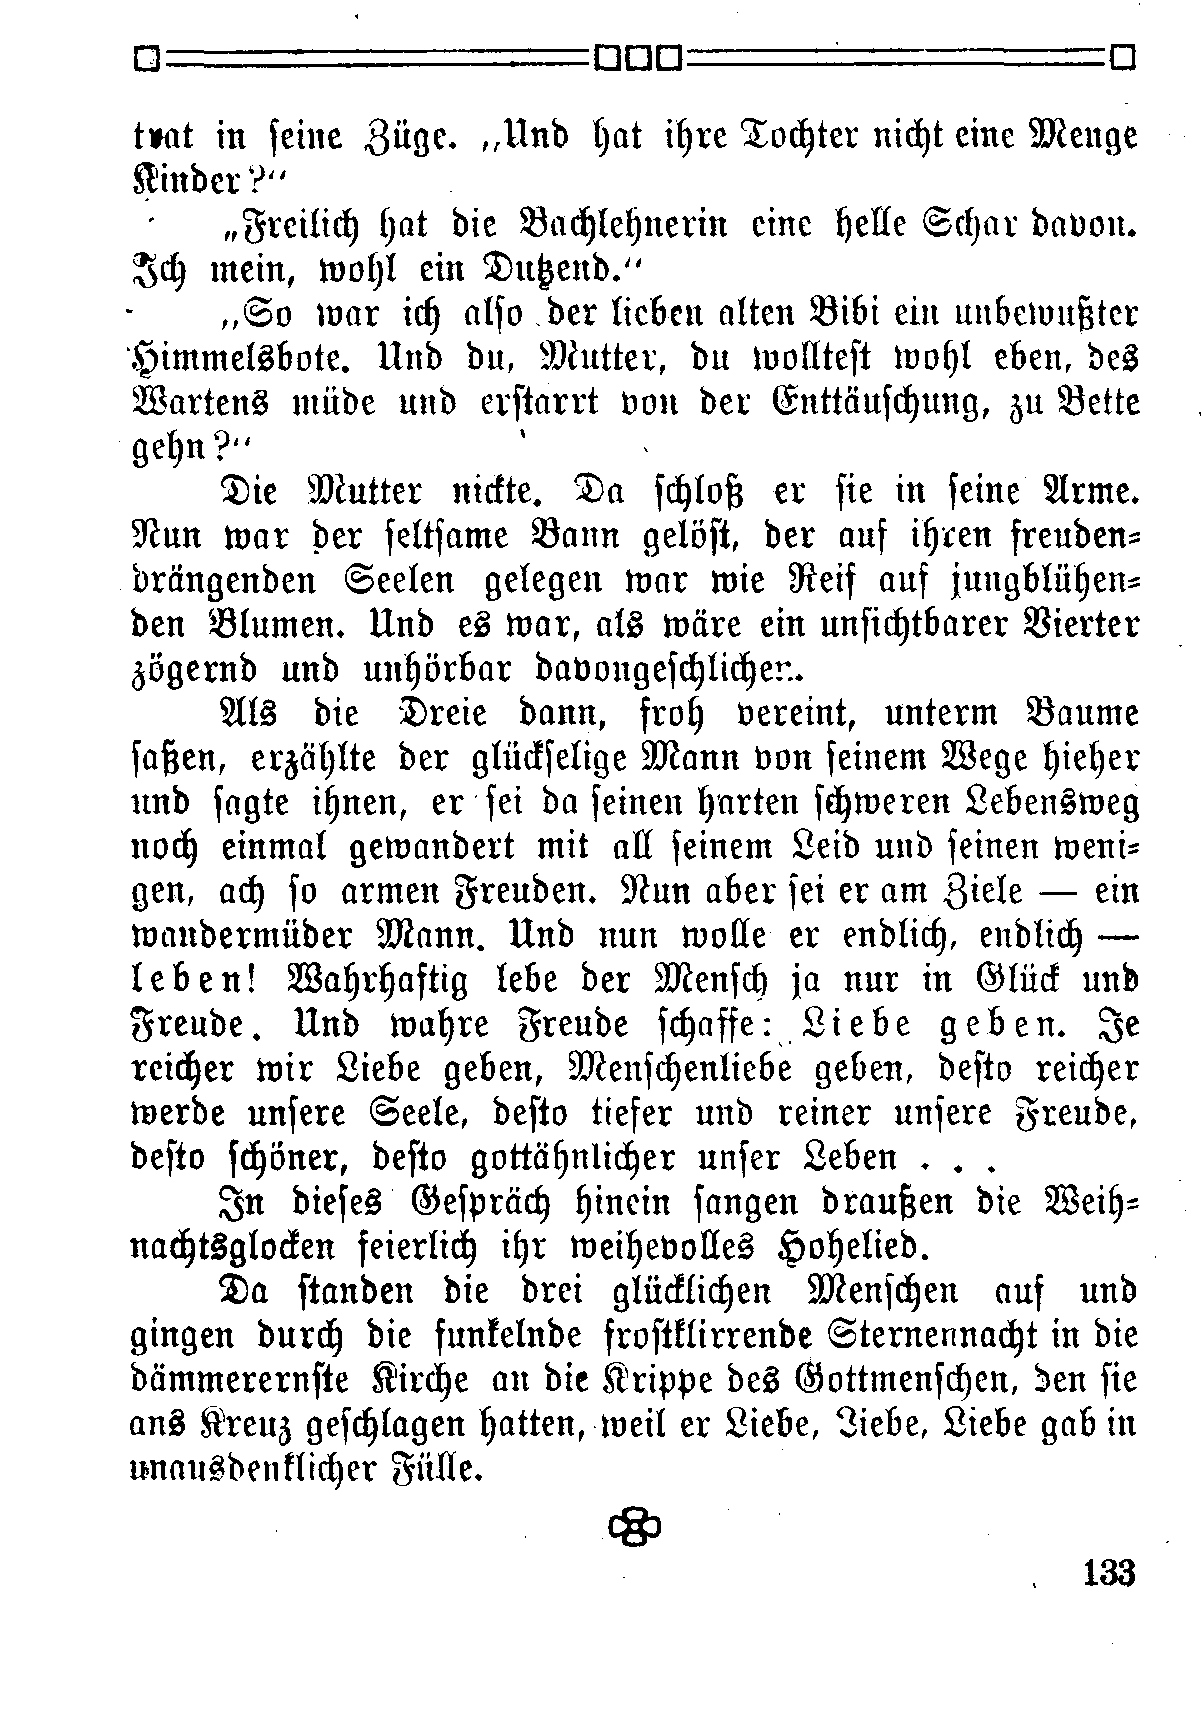 trat in seine Züge. „Und hat ihre Tochter nicht eine Menge
Kinder?“
„Freilich hat die Bachlehnerin eine helle Schar davon.
Ich mein, wohl ein Dutzend.“
„So war ich also der lieben alten Bibi ein unbewußter
Himmelsbote. Und du, Mutter, du wolltest wohl eben, des
Wartens müde und erstarrt von der Enttäuschung, zu Bette
gehn?“
Die Mutter nickte. Da schloß er sie in seine Arme.
Nun war der seltsame Bann gelöst, der auf ihren freuden-
drängenden Seelen gelegen war wie Reif auf jungblühen-
den Blumen. Und es war, als wäre ein unsichtbarer Vierter
zögernd und unhörbar davongeschlichen.
Als die Dreie dann, froh vereint, unterm Baume
saßen, erzählte der glückselige Mann von seinem Wege hieher
und sagte ihnen, er sei da seinen harten schweren Lebensweg
noch einmal gewandert mit all seinem Leid und seinen weni-
gen, ach so armen Freuden. Nun aber sei er am Ziele — ein
wandermüder Mann. Und nun wolle er endlich, endlich —
leben! Wahrhaftig lebe der Mensch ja nur in Glück und
Freude. Und wahre Freude schaffe: Liebe geben. Je
reicher wir Liebe geben, Menschenliebe geben, desto reicher
werde unsere Seele, desto tiefer und reiner unsere Freude,
desto schöner, desto gottähnlicher unser Leben . . .
In dieses Gespräch hinein sangen draußen die Weih-
nachtsglocken feierlich ihr weihevolles Hohelied.
Da standen die drei glücklichen Menschen auf und
gingen durch die funkelnde frostklirrende Sternennacht in die
dämmerernste Kirche an die Krippe des Gottmenschen, den sie
ans Kreuz geschlagen hatten, weil er Liebe, Liebe, Liebe gab in
unausdenklicher Fülle.
133